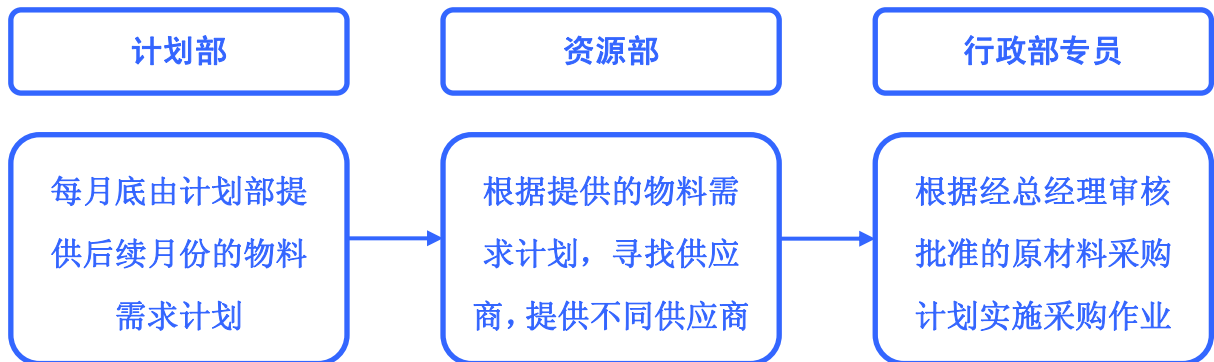 计划部
资源部
行政部专员
每月底由计划部提
供后续月份的物料
需求计划
根据提供的物料需
求计划，寻找供应
商，提供不同供应商
根据经总经理审核
批准的原材料采购
计划实施采购作业